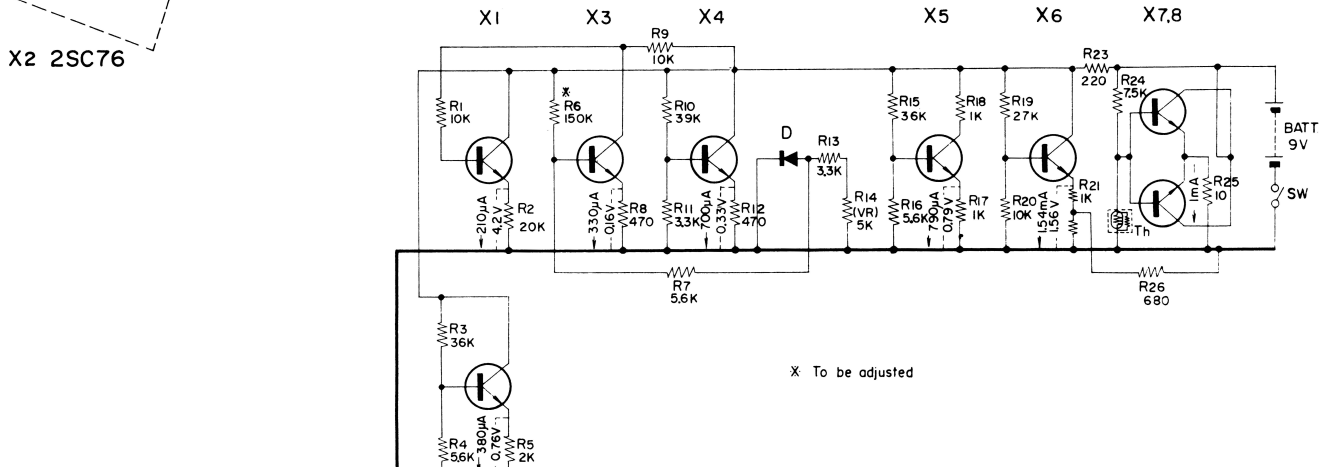 X1
X3
X4
X5
X6
X7,8
X2 2SC76
R9
10K
R1
10K
※
R6
150K
R10
39K
D
R13
3.3K
R15
36K
R18
1K
R19
27K
R23
220
R24
7.5K
BATT.
9V
SW
210μA
4.2V
R2
20K
330μA
0.16V
R8
470
R11
3.3K
700μA
0.33V
R12
470
R14
(VR)
5K
R16
5.6K
790μA
0.79V
R17
1K
R20
10K
1.54mA
1.56V
R21
1K
Th
1mA
R25
10
R7
5.6K
R26
680
R3
36K
R4
5.6K
380μA
0.76V
R5
2K
※ To be adjusted